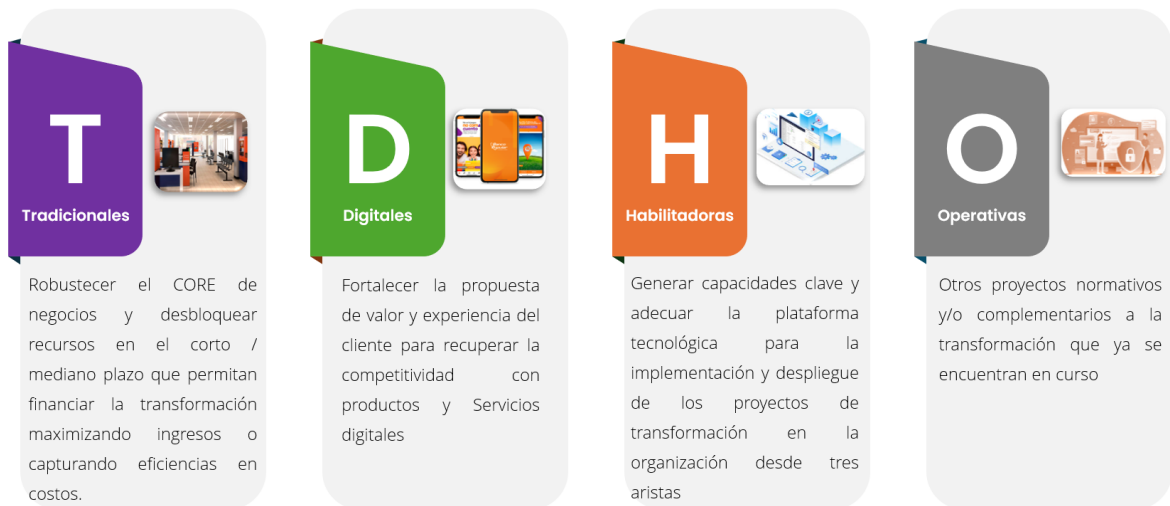 T
Tradicionales
Robustecer el CORE de
negocios y desbloquear
recursos en el corto /
mediano plazo que permitan
financiar la transformación
maximizando ingresos o
capturando eficiencias en
costos.
D
Digitales
Fortalecer la propuesta
de valor y experiencia del
cliente para recuperar la
competitividad con
productos y Servicios
digitales
H
Habilitadoras
Generar capacidades clave y
adecuar la plataforma
tecnológica para la
implementación y despliegue
de los proyectos de
transformación en la
organización desde tres
aristas
O
Operativas
Otros proyectos normativos
y/o complementarios a la
transformación que ya se
encuentran en curso